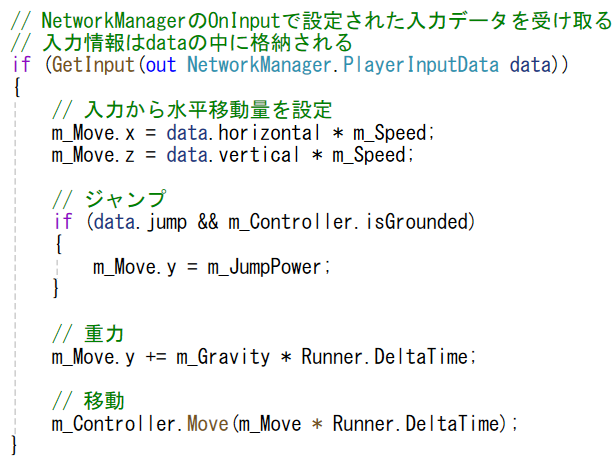 // NetworkManagerのOnInputで設定された入力データを受け取る
// 入力情報はdataの中に格納される
if (GetInput(out NetworkManager.PlayerInputData data))
{
    // 入力から水平移動量を設定
    m_Move.x = data.horizontal * m_Speed;
    m_Move.z = data.vertical * m_Speed;

    // ジャンプ
    if (data.jump && m_Controller.isGrounded)
    {
        m_Move.y = m_JumpPower;
    }

    // 重力
    m_Move.y += m_Gravity * Runner.DeltaTime;

    // 移動
    m_Controller.Move(m_Move * Runner.DeltaTime);
}